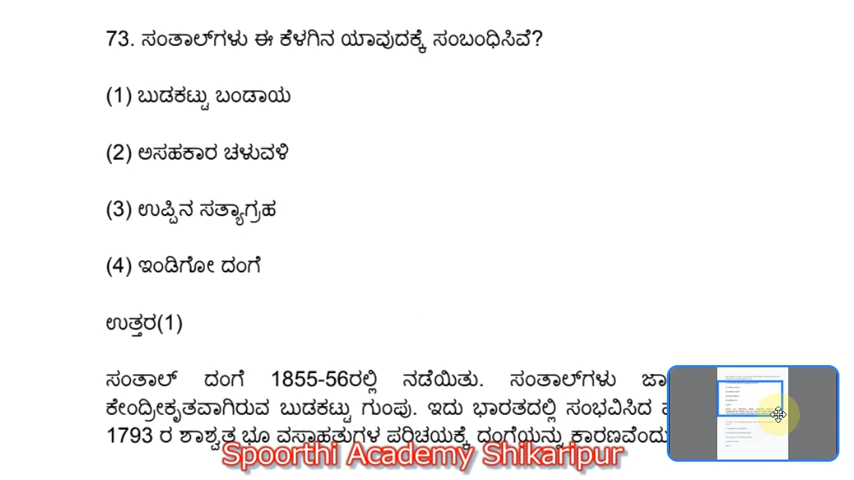 73. ಸಂತಾಲ್‌ಗಳು ಈ ಕೆಳಗಿನ ಯಾವುದಕ್ಕೆ ಸಂಬಂಧಿಸಿವೆ?
(1) ಬುಡಕಟ್ಟು ಬಂಡಾಯ
(2) ಅಸಹಕಾರ ಚಳುವಳಿ
(3) ಉಪ್ಪಿನ ಸತ್ಯಾಗ್ರಹ
(4) ಇಂಡಿಗೋ ದಂಗೆ
ಉತ್ತರ(1)
ಸಂತಾಲ್ ದಂಗೆ 1855-56ರಲ್ಲಿ ನಡೆಯಿತು. ಸಂತಾಲ್‌ಗಳು
ಕೇಂದ್ರೀಕೃತವಾಗಿರುವ ಬುಡಕಟ್ಟು ಗುಂಪು. ಇದು ಭಾರತದಲ್ಲಿ ಸಂಭವಿಸಿದ
1793 ರ ಶಾಶ್ವತ ಭೂ ವಸಾಹತುಗಳ ಪರಿಚಯಕ್ಕೆ ದಂಗೆಯನ್ನು ಕಾರಣವೆಂದು
Spoorthi Academy Shikaripur